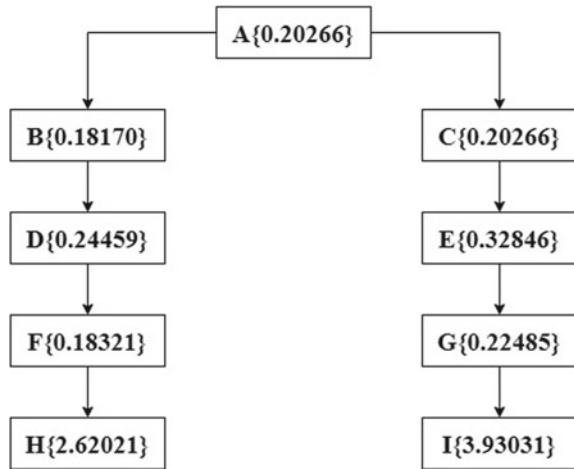 A{0.20266}
B{0.18170}
C{0.20266}
D{0.24459}
E{0.32846}
F{0.18321}
G{0.22485}
H{2.62021}
I{3.93031}